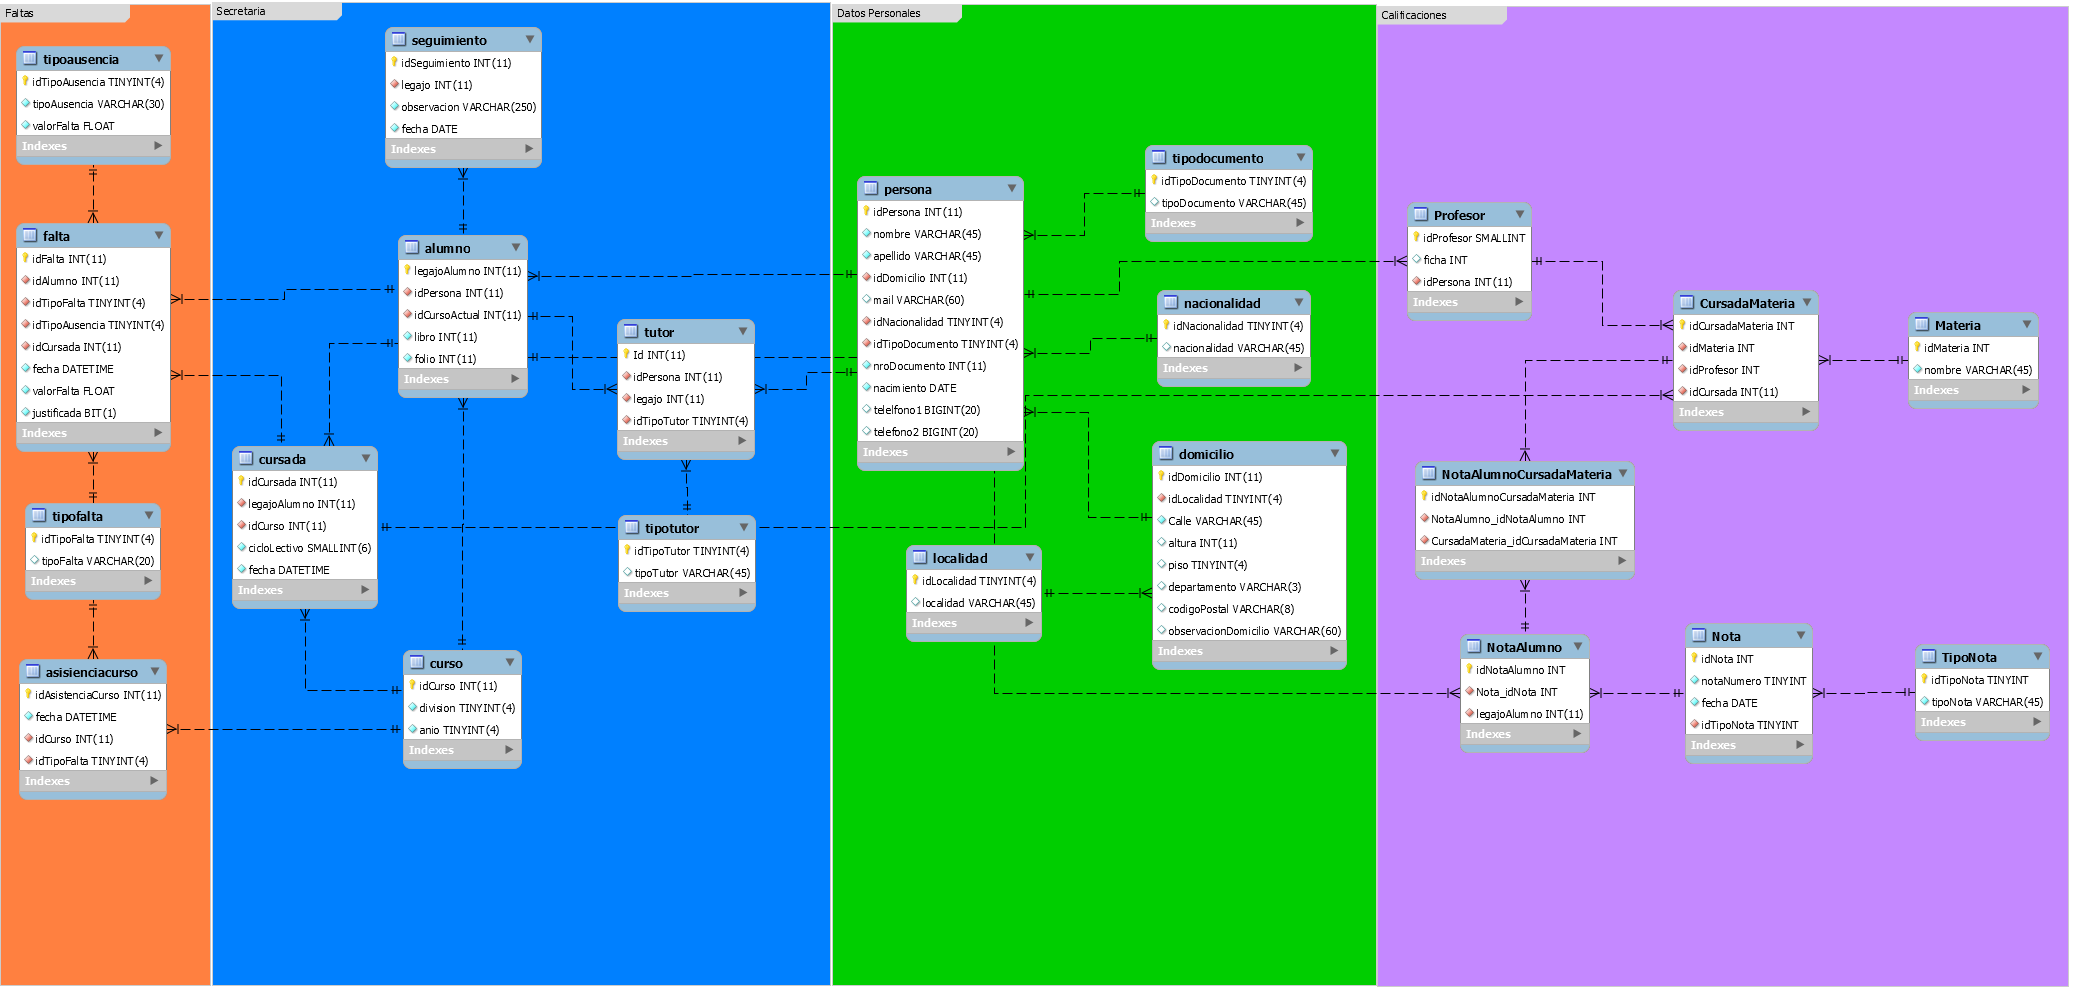 Faltas
tipoausencia
idTipoAusencia TINYINT(4)
tipoAusencia VARCHAR(30)
valorFalta FLOAT
Indexes
falta
idFalta INT(11)
idAlumno INT(11)
idTipoFalta TINYINT(4)
idTipoAusencia TINYINT(4)
idCursada INT(11)
fecha DATETIME
valorFalta FLOAT
justificada BIT(1)
Indexes
tipofalta
idTipoFalta TINYINT(4)
tipoFalta VARCHAR(20)
Indexes
asisienciacurso
idAsistenciaCurso INT(11)
fecha DATETIME
idCurso INT(11)
idTipoFalta TINYINT(4)
Indexes
Secretaria
seguimiento
idSeguimiento INT(11)
legajo INT(11)
observacion VARCHAR(250)
fecha DATE
Indexes
alumno
legajoAlumno INT(11)
idPersona INT(11)
idCursoActual INT(11)
libro INT(11)
folio INT(11)
Indexes
tutor
Id INT(11)
idPersona INT(11)
legajo INT(11)
idTipoTutor TINYINT(4)
Indexes
cursada
idCursada INT(11)
legajoAlumno INT(11)
idCurso INT(11)
cicloLectivo SMALLINT(6)
fecha DATETIME
Indexes
tipotutor
idTipoTutor TINYINT(4)
tipoTutor VARCHAR(45)
Indexes
curso
idCurso INT(11)
division TINYINT(4)
anio TINYINT(4)
Indexes
Datos Personales
persona
idPersona INT(11)
nombre VARCHAR(45)
apellido VARCHAR(45)
idDomicilio INT(11)
mail VARCHAR(60)
idNacionalidad TINYINT(4)
idTipoDocumento TINYINT(4)
nroDocumento INT(11)
nacimiento DATE
telelfono1 BIGINT(20)
telefono2 BIGINT(20)
Indexes
tipodocumento
idTipoDocumento TINYINT(4)
tipoDocumento VARCHAR(45)
Indexes
nacionalidad
idNacionalidad TINYINT(4)
nacionalidad VARCHAR(45)
Indexes
domicilio
idDomicilio INT(11)
idLocalidad TINYINT(4)
Calle VARCHAR(45)
altura INT(11)
piso TINYINT(4)
departamento VARCHAR(3)
codigoPostal VARCHAR(8)
observacionDomicilio VARCHAR(60)
Indexes
localidad
idLocalidad TINYINT(4)
localidad VARCHAR(45)
Indexes
Calificaciones
Profesor
idProfesor SMALLINT
ficha INT
idPersona INT(11)
Indexes
CursadaMateria
idCursadaMateria INT
idMateria INT
idProfesor INT
idCursada INT(11)
Indexes
Materia
idMateria INT
nombre VARCHAR(45)
Indexes
NotaAlumnoCursadaMateria
idNotaAlumnoCursadaMateria INT
NotaAlumno_idNotaAlumno INT
CursadaMateria_idCursadaMateria INT
Indexes
NotaAlumno
idNotaAlumno INT
Nota_idNota INT
legajoAlumno INT(11)
Indexes
Nota
idNota INT
notaNumero TINYINT
fecha DATE
idTipoNota TINYINT
Indexes
TipoNota
idTipoNota TINYINT
tipoNota VARCHAR(45)
Indexes